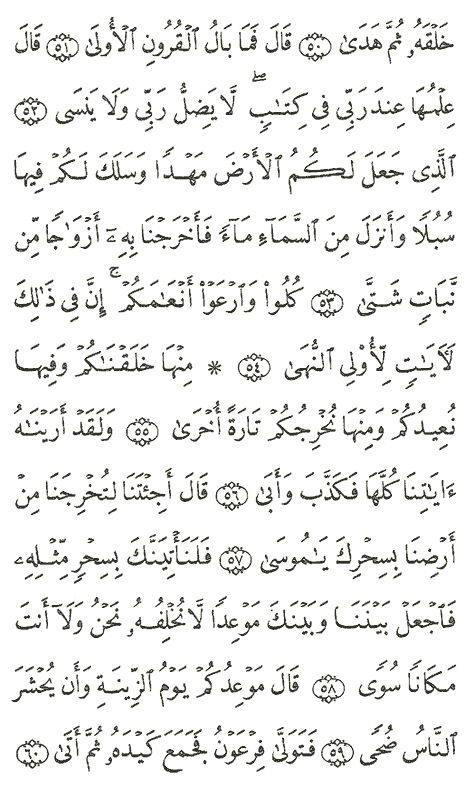 خَلۡقَهُۥ ثُمَّ هَدَىٰ ٥٠ قَالَ فَمَا بَالُ ٱلۡقُرُونِ ٱلۡأُولَىٰ ٥١ قَالَ
عِلۡمُهَا عِندَ رَبِّي فِي كِتَٰبٖۖ لَّا يَضِلُّ رَبِّي وَلَا يَنسَى ٥٢
ٱلَّذِي جَعَلَ لَكُمُ ٱلۡأَرۡضَ مَهۡدٗا وَسَلَكَ لَكُمۡ فِيهَا
سُبُلٗا وَأَنزَلَ مِنَ ٱلسَّمَآءِ مَآءٗ فَأَخۡرَجۡنَا بِهِۦٓ أَزۡوَٰجٗا مِّن
نَّبَاتٖ شَتَّىٰ ٥٣ كُلُواْ وَٱرۡعَوۡاْ أَنۡعَٰمَكُمۡۚ إِنَّ فِي ذَٰلِكَ
لَأٓيَٰتٖ لِّأُوْلِي ٱلنُّهَىٰ ٥٤ ۞ مِنۡهَا خَلَقۡنَٰكُمۡ وَفِيهَا
نُعِيدُكُمۡ وَمِنۡهَا نُخۡرِجُكُمۡ تَارَةً أُخۡرَىٰ ٥٥ وَلَقَدۡ أَرَيۡنَٰهُ
ءَايَٰتِنَا كُلَّهَا فَكَذَّبَ وَأَبَىٰ ٥٦ قَالَ أَجِئۡتَنَا لِتُخۡرِجَنَا مِنۡ
أَرۡضِنَا بِسِحۡرِكَ يَٰمُوسَىٰ ٥٧ فَلَنَأۡتِيَنَّكَ بِسِحۡرٖ مِّثۡلِهِۦ
فَٱجۡعَلۡ بَيۡنَنَا وَبَيۡنَكَ مَوۡعِدٗا لَّا نُخۡلِفُهُۥ نَحۡنُ وَلَآ أَنتَ
مَكَانٗا سُوٗى ٥٨ قَالَ مَوۡعِدُكُمۡ يَوۡمُ ٱلزِّينَةِ وَأَن يُحۡشَرَ
ٱلنَّاسُ ضُحٗى ٥٩ فَتَوَلَّىٰ فِرۡعَوۡنُ فَجَمَعَ كَيۡدَهُۥ ثُمَّ أَتَىٰ ٦٠